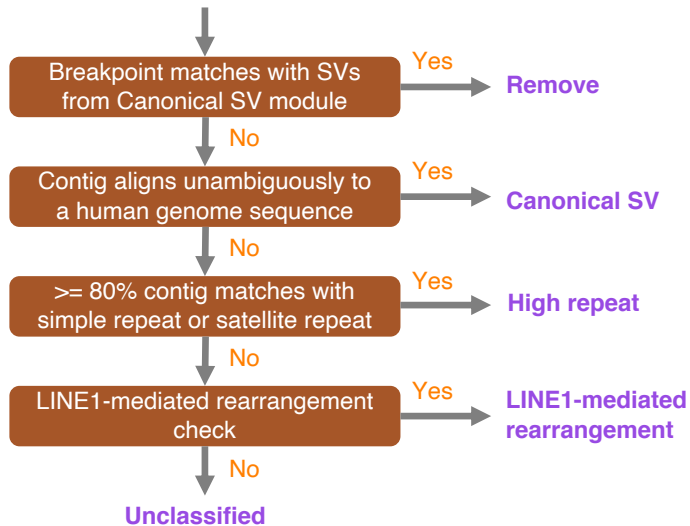 Breakpoint matches with SVs
from Canonical SV module
Yes
Remove
No
Contig aligns unambiguously to
a human genome sequence
Yes
Canonical SV
No
>= 80% contig matches with
simple repeat or satellite repeat
Yes
High repeat
No
LINE1-mediated rearrangement
check
Yes
LINE1-mediated
rearrangement
No
Unclassified